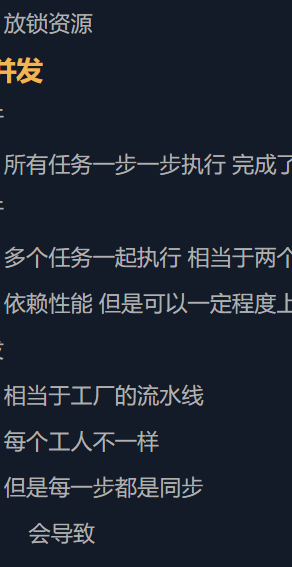 放锁资源
并发
所有任务一步一步执行 完成了
多个任务一起执行 相当于两个
依赖性能 但是可以一定程度上
相当于工厂的流水线
每个工人不一样
但是每一步都是同步
会导致